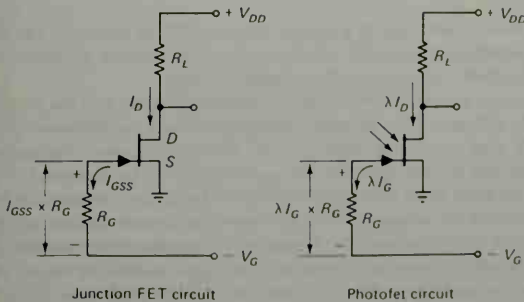 + V_DD
R_L
I_D
D
S
I_GSS
+
I_GSS × R_G
R_G
−
− V_G
Junction FET circuit
+ V_DD
R_L
λI_D
λI_G
+
λI_G × R_G
R_G
−
− V_G
Photofet circuit